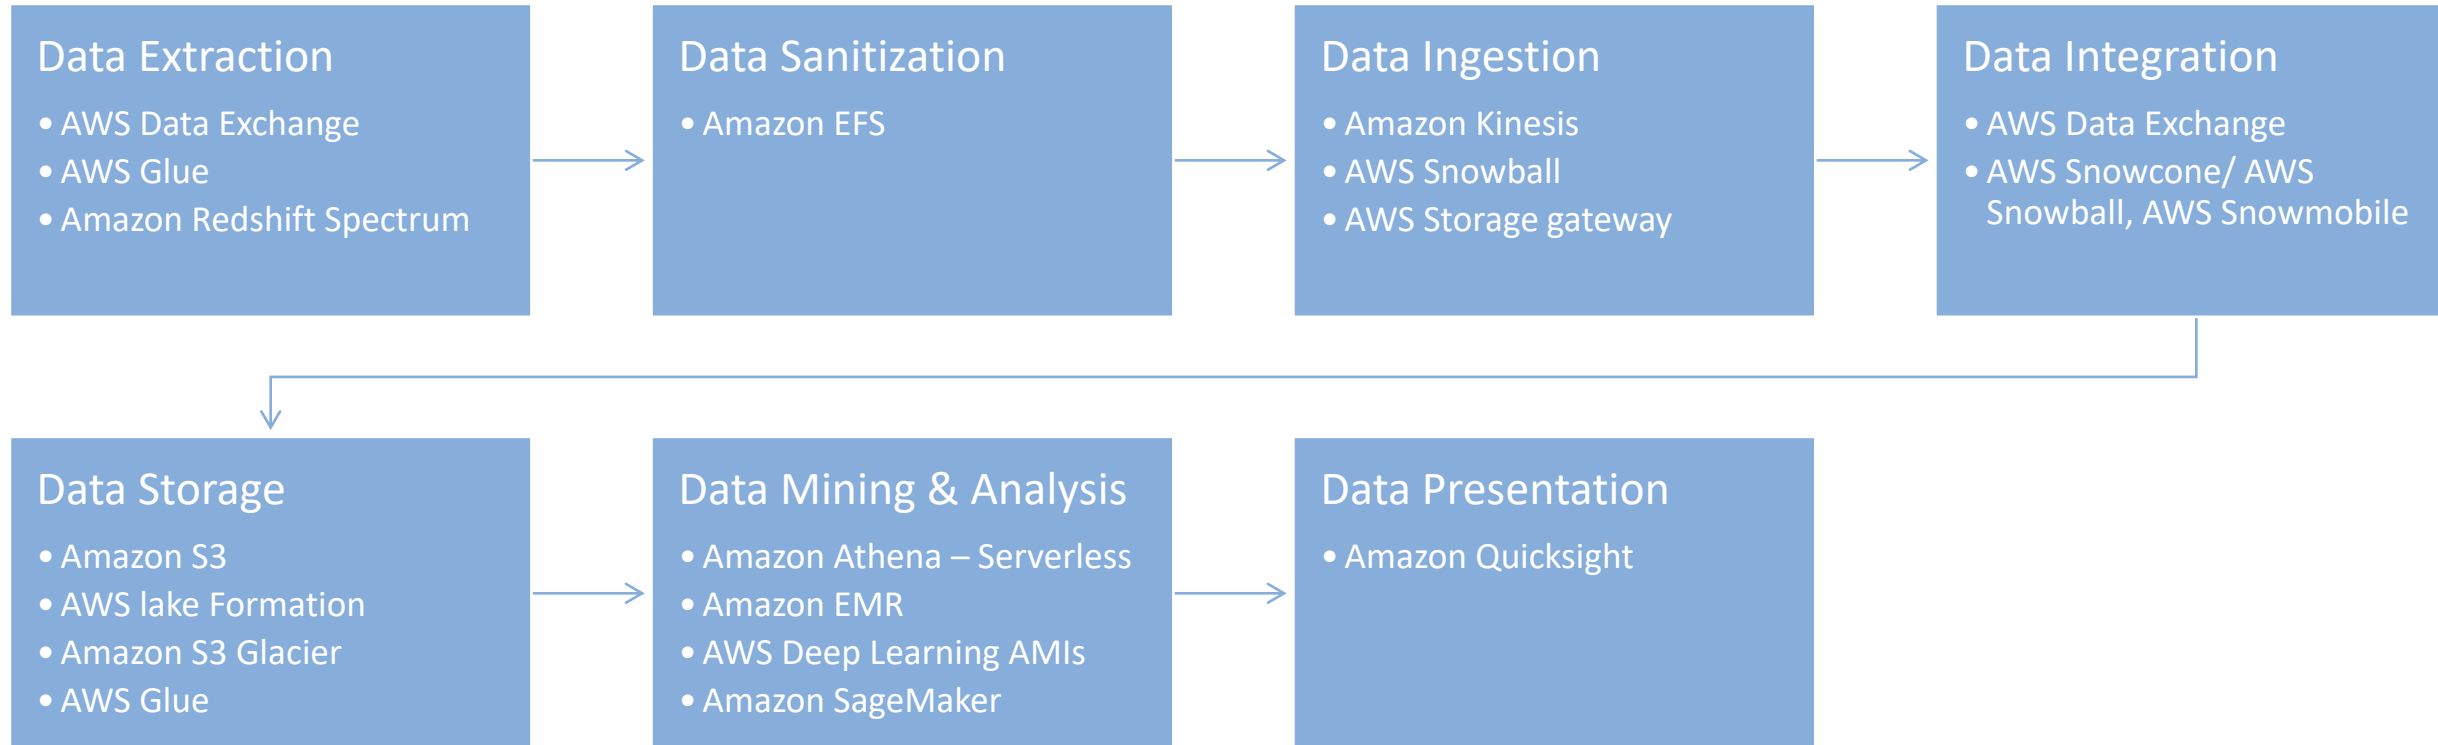 Data Extraction
• AWS Data Exchange
• AWS Glue
• Amazon Redshift Spectrum
Data Sanitization
• Amazon EFS
Data Ingestion
• Amazon Kinesis
• AWS Snowball
• AWS Storage gateway
Data Integration
• AWS Data Exchange
• AWS Snowcone/ AWS
Snowball, AWS Snowmobile
Data Storage
• Amazon S3
• AWS lake Formation
• Amazon S3 Glacier
• AWS Glue
Data Mining & Analysis
• Amazon Athena – Serverless
• Amazon EMR
• AWS Deep Learning AMIs
• Amazon SageMaker
Data Presentation
• Amazon Quicksight